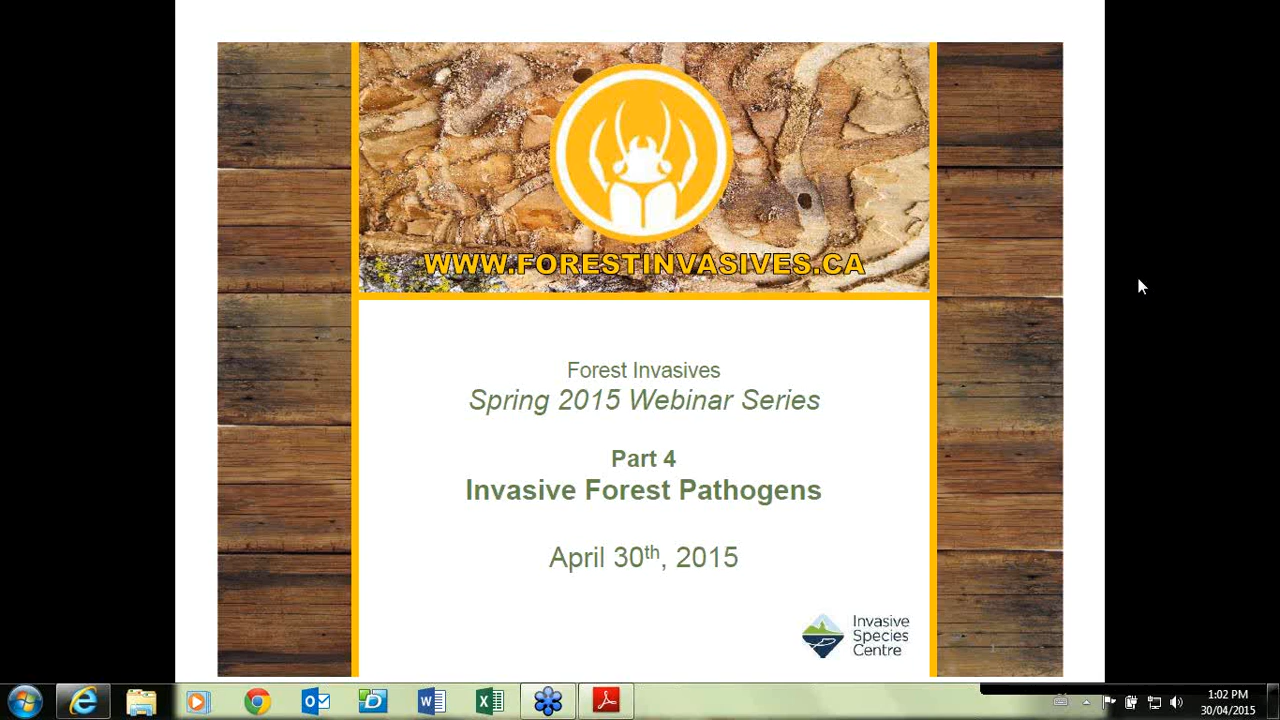 WWW.FORESTINVASIVES.CA
Forest Invasives
Spring 2015 Webinar Series
Part 4
Invasive Forest Pathogens
April 30th, 2015
Invasive
Species
Centre
1:02 PM
30/04/2015